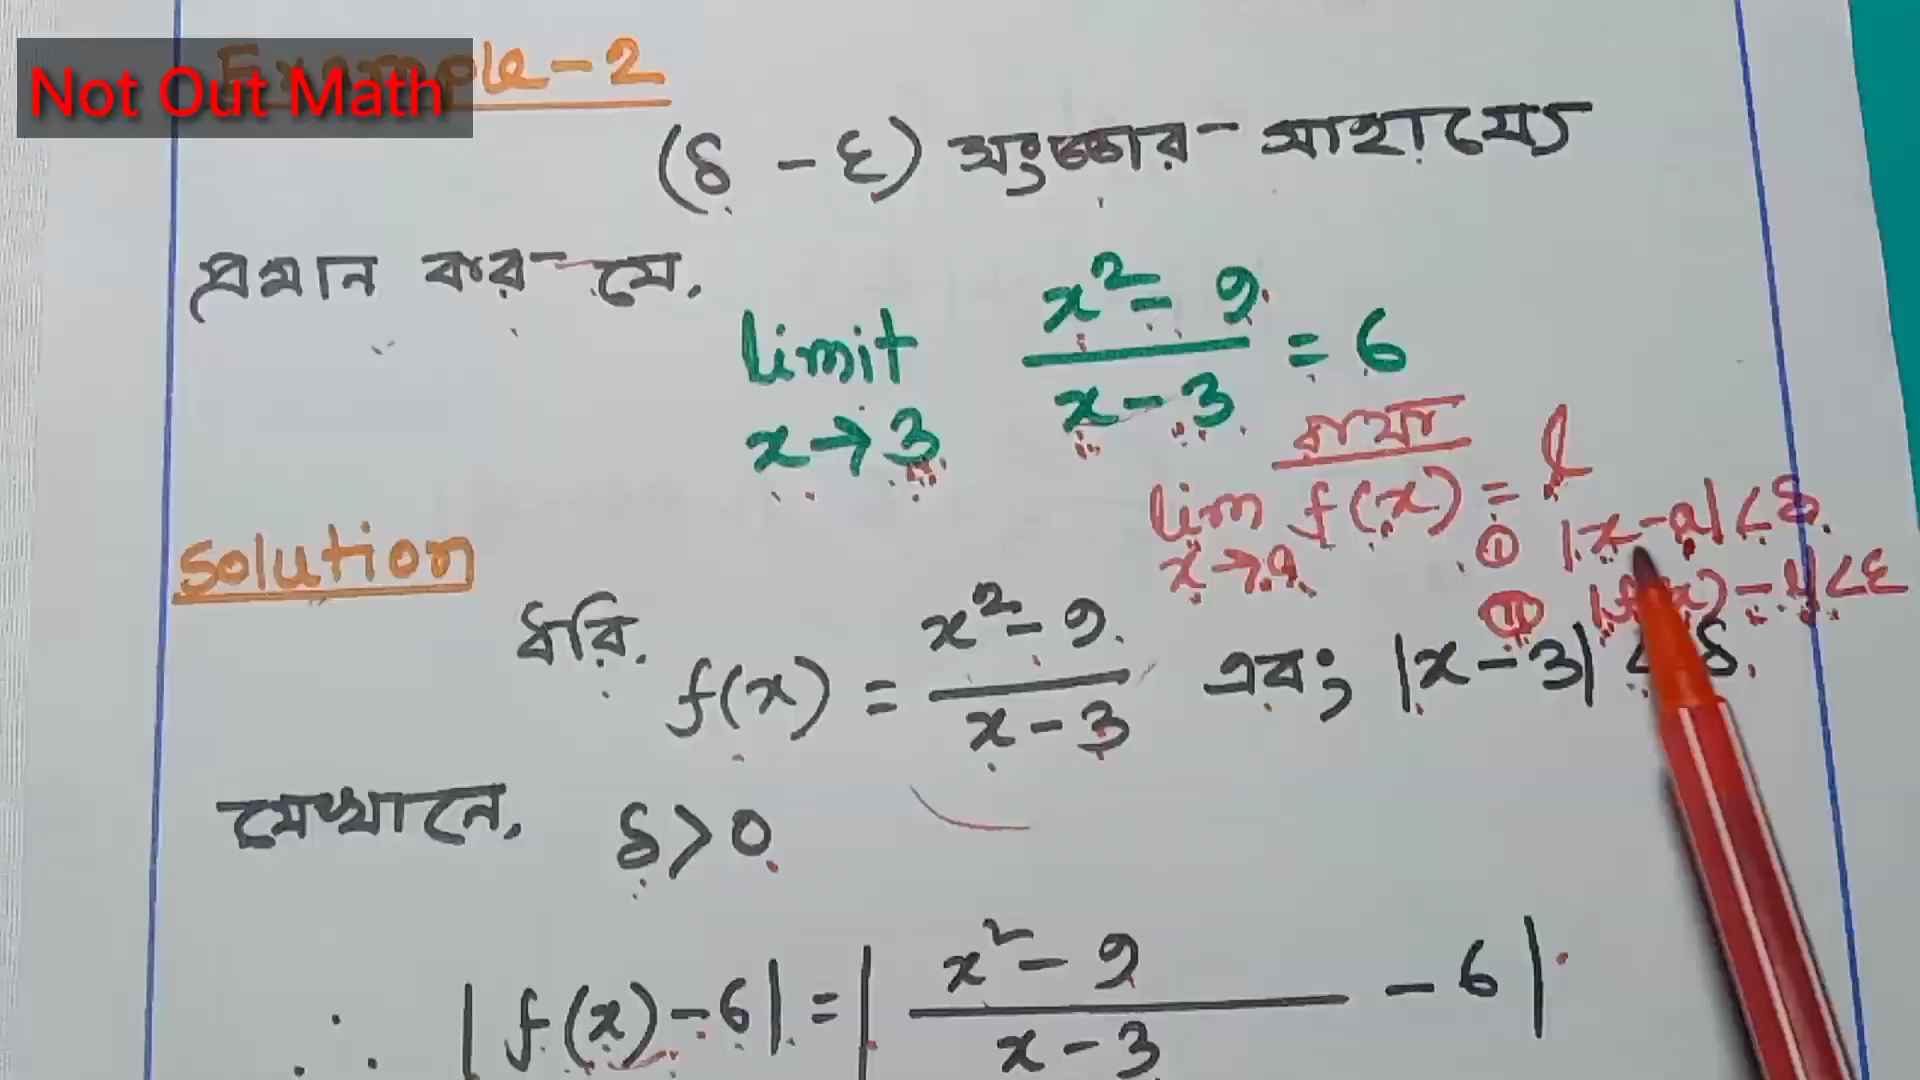 Example-2
Not Out Math
(δ - ε) সংজ্ঞার সাহায্যে
প্রমান কর যে,
limit x→3 (x² - 9)/(x - 3) = 6
ব্যাখ্যা
lim x→a f(x) = l
① |x-a| < δ
② |f(x) - l| < ε
Solution
ধরি, f(x) = (x² - 9)/(x - 3) এবং |x - 3| < δ
যেখানে, δ > 0
∴ |f(x) - 6| = |(x² - 9)/(x - 3) - 6|